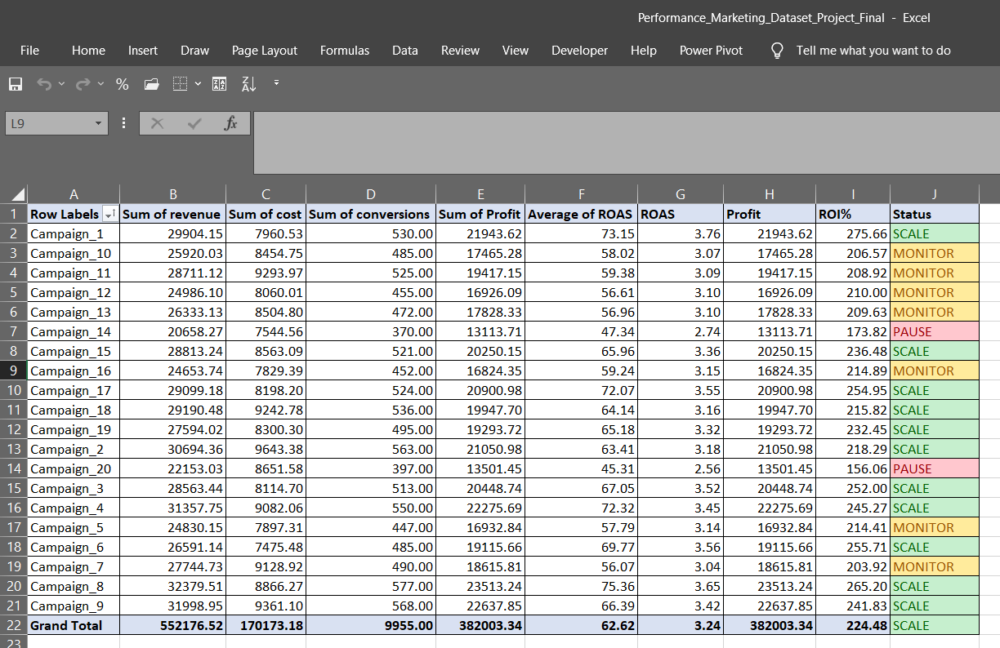 Performance_Marketing_Dataset_Project_Final - Excel
File Home Insert Draw Page Layout Formulas Data Review View Developer Help Power Pivot Tell me what you want to do
%
L9 fx
A B C D E F G H I J
1 Row Labels Sum of revenue Sum of cost Sum of conversions Sum of Profit Average of ROAS ROAS Profit ROI% Status
2 Campaign_1 29904.15 7960.53 530.00 21943.62 73.15 3.76 21943.62 275.66 SCALE
3 Campaign_10 25920.03 8454.75 485.00 17465.28 58.02 3.07 17465.28 206.57 MONITOR
4 Campaign_11 28711.12 9293.97 525.00 19417.15 59.38 3.09 19417.15 208.92 MONITOR
5 Campaign_12 24986.10 8060.01 455.00 16926.09 56.61 3.10 16926.09 210.00 MONITOR
6 Campaign_13 26333.13 8504.80 472.00 17828.33 56.96 3.10 17828.33 209.63 MONITOR
7 Campaign_14 20658.27 7544.56 370.00 13113.71 47.34 2.74 13113.71 173.82 PAUSE
8 Campaign_15 28813.24 8563.09 521.00 20250.15 65.96 3.36 20250.15 236.48 SCALE
9 Campaign_16 24653.74 7829.39 452.00 16824.35 59.24 3.15 16824.35 214.89 MONITOR
10 Campaign_17 29099.18 8198.20 524.00 20900.98 72.07 3.55 20900.98 254.95 SCALE
11 Campaign_18 29190.48 9242.78 536.00 19947.70 64.14 3.16 19947.70 215.82 SCALE
12 Campaign_19 27594.02 8300.30 495.00 19293.72 65.18 3.32 19293.72 232.45 SCALE
13 Campaign_2 30694.36 9643.38 563.00 21050.98 63.41 3.18 21050.98 218.29 SCALE
14 Campaign_20 22153.03 8651.58 397.00 13501.45 45.31 2.56 13501.45 156.06 PAUSE
15 Campaign_3 28563.44 8114.70 513.00 20448.74 67.05 3.52 20448.74 252.00 SCALE
16 Campaign_4 31357.75 9082.06 550.00 22275.69 72.32 3.45 22275.69 245.27 SCALE
17 Campaign_5 24830.15 7897.31 447.00 16932.84 57.79 3.14 16932.84 214.41 MONITOR
18 Campaign_6 26591.14 7475.48 485.00 19115.66 69.77 3.56 19115.66 255.71 SCALE
19 Campaign_7 27744.73 9128.92 490.00 18615.81 56.07 3.04 18615.81 203.92 MONITOR
20 Campaign_8 32379.51 8866.27 577.00 23513.24 75.36 3.65 23513.24 265.20 SCALE
21 Campaign_9 31998.95 9361.10 568.00 22637.85 66.39 3.42 22637.85 241.83 SCALE
22 Grand Total 552176.52 170173.18 9955.00 382003.34 62.62 3.24 382003.34 224.48 SCALE
23